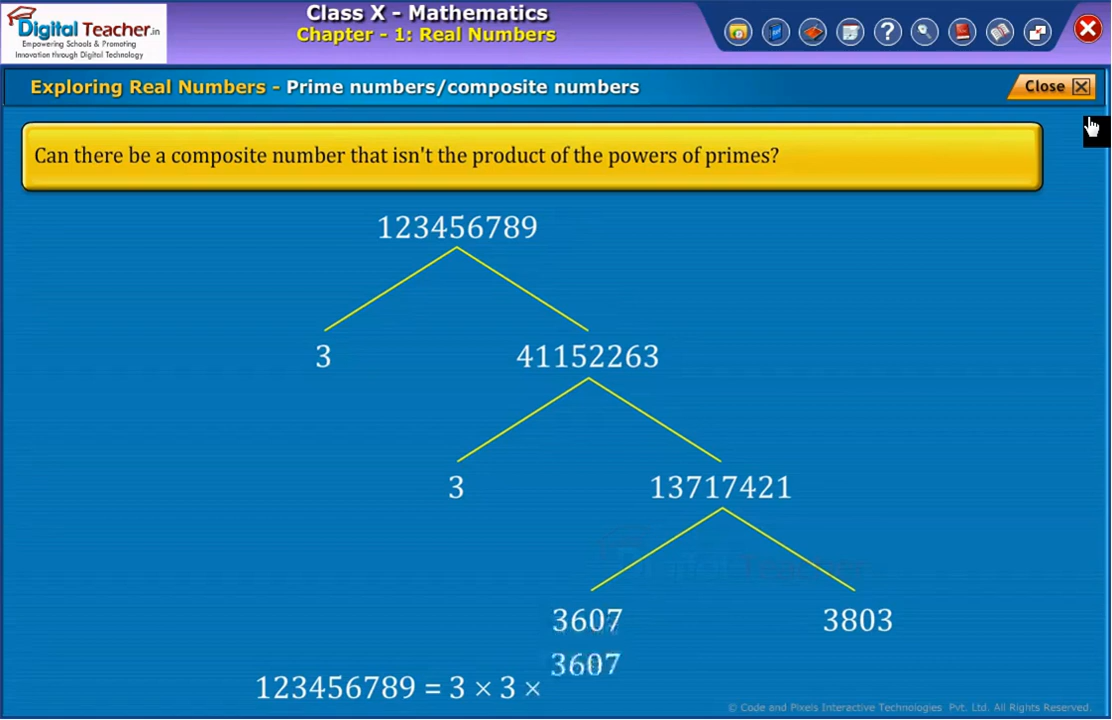 Digital Teacher.in
Empowering Schools & Promoting
Innovation through Digital Technology
Class X - Mathematics
Chapter - 1: Real Numbers
Exploring Real Numbers - Prime numbers/composite numbers
Close
Can there be a composite number that isn't the product of the powers of primes?
123456789
3 41152263
3 13717421
3607 3803
3607
123456789 = 3 × 3 ×
© Code and Pixels Interactive Technologies Pvt. Ltd. All Rights Reserved.